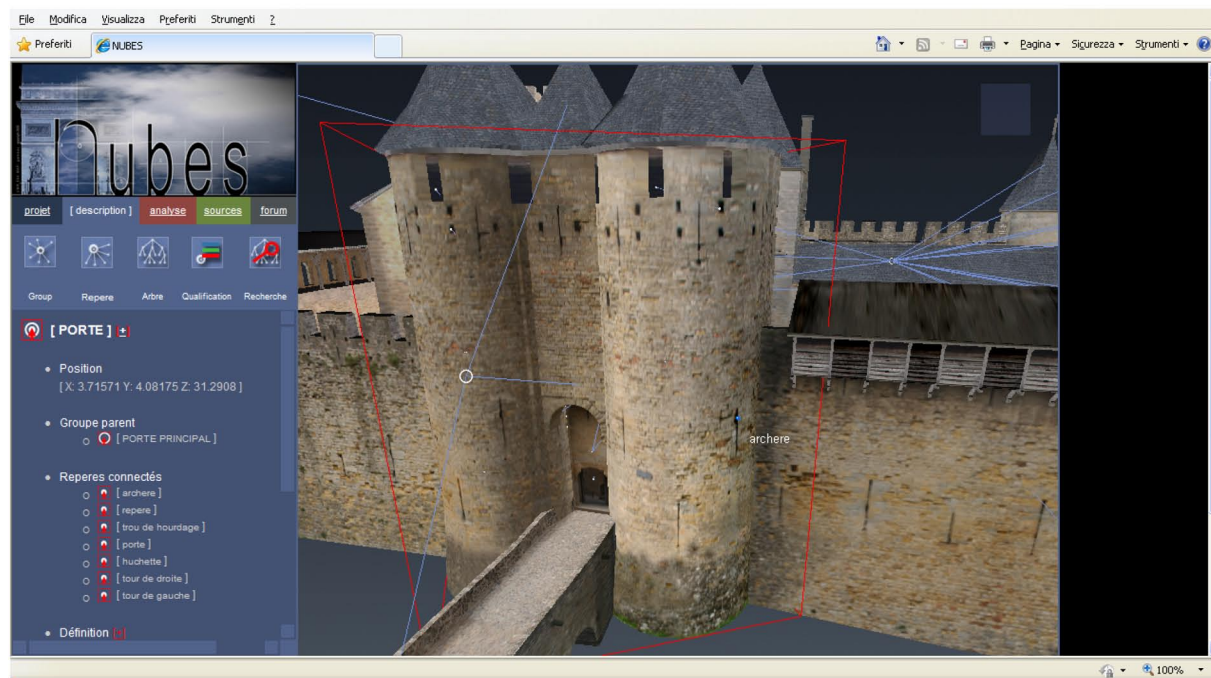 File Modifica Visualizza Preferiti Strumenti ?
Preferiti NUBES Pagina Sicurezza Strumenti
nubes
projet [ description ] analyse sources forum
Group Repere Arbre Qualification Recherche
[ PORTE ] [+]
Position
[ X: 3.71571 Y: 4.08175 Z: 31.2908 ]
Groupe parent
[ PORTE PRINCIPAL ]
Reperes connectés
[ archere ]
[ repere ]
[ trou de hourdage ]
[ porte ]
[ huchette ]
[ tour de droite ]
[ tour de gauche ]
Définition [+]
archere
100%